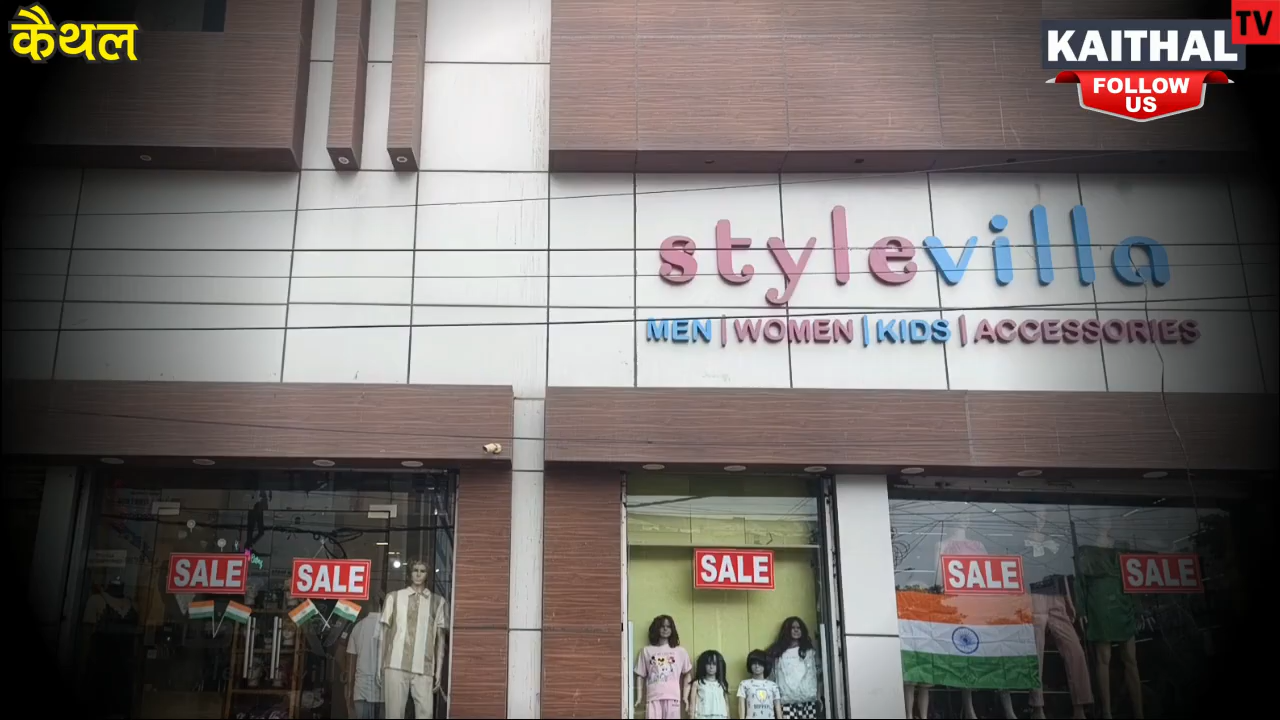 कैथल
TV
KAITHAL
FOLLOW
US
stylevilla
MEN | WOMEN | KIDS | ACCESSORIES
SALE
SALE
SALE
SALE
SALE